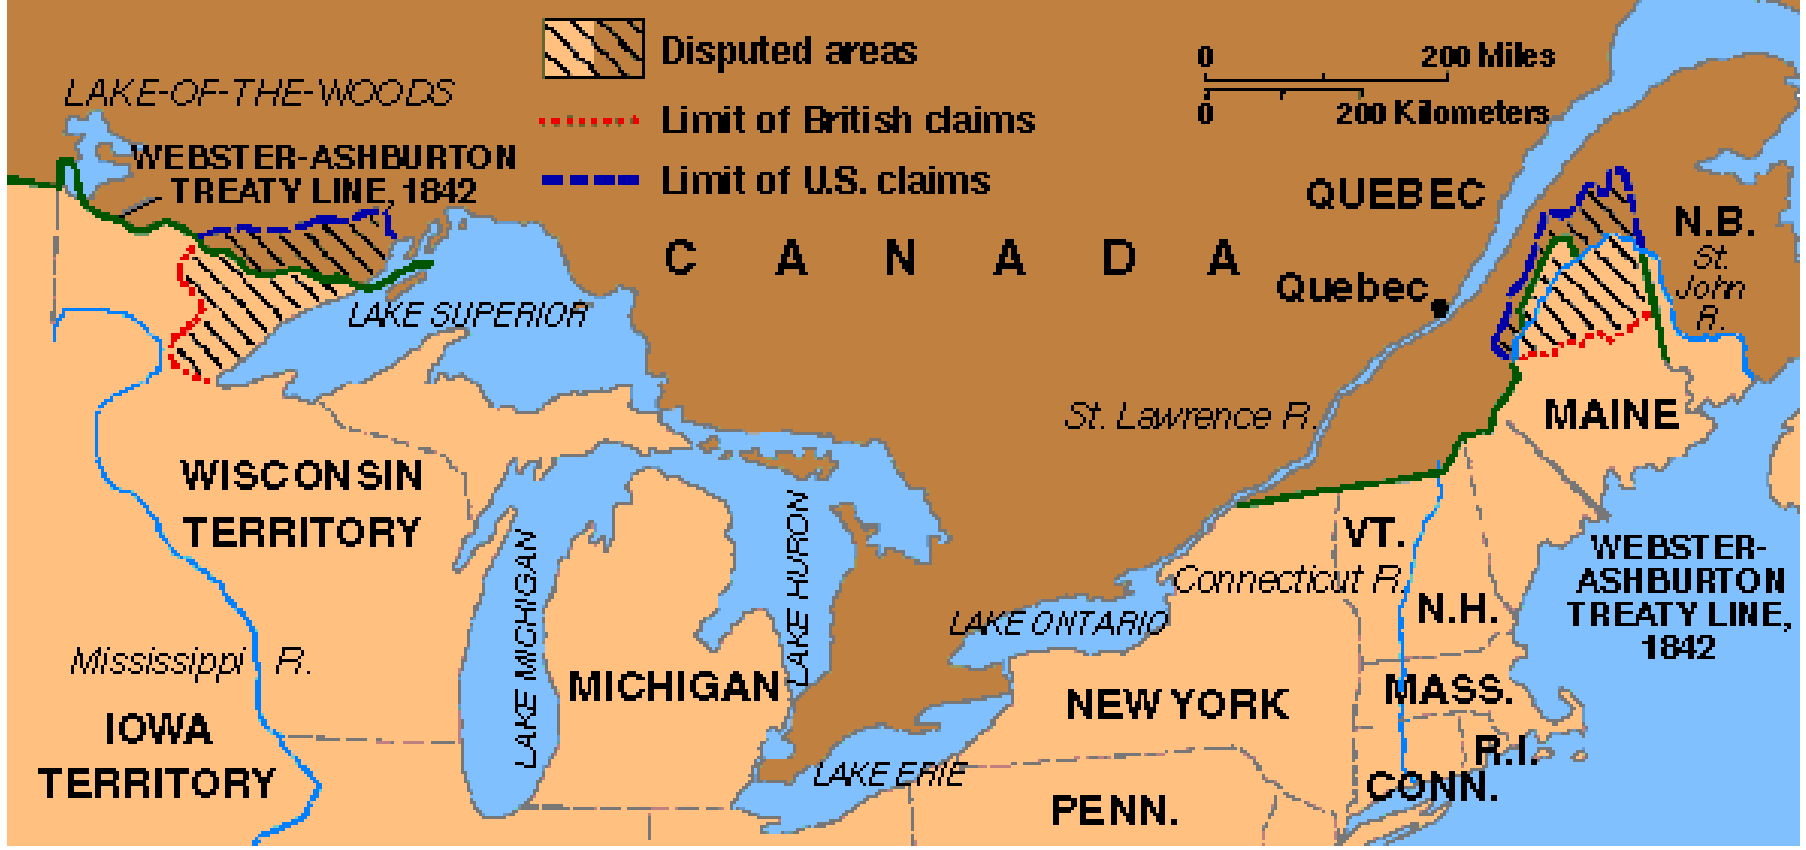 Disputed areas
Limit of British claims
Limit of U.S. claims
0 200 Miles
0 200 Kilometers
LAKE-OF-THE-WOODS
WEBSTER-ASHBURTON
TREATY LINE, 1842
CANADA
QUEBEC
Quebec
N.B.
St.
John
R.
LAKE SUPERIOR
St. Lawrence R.
MAINE
WISCONSIN
TERRITORY
LAKE MICHIGAN
LAKE HURON
VT.
Connecticut R.
N.H.
WEBSTER-
ASHBURTON
TREATY LINE,
1842
LAKE ONTARIO
Mississippi R.
MICHIGAN
NEW YORK
MASS.
IOWA
TERRITORY
LAKE ERIE
R.I.
CONN.
PENN.